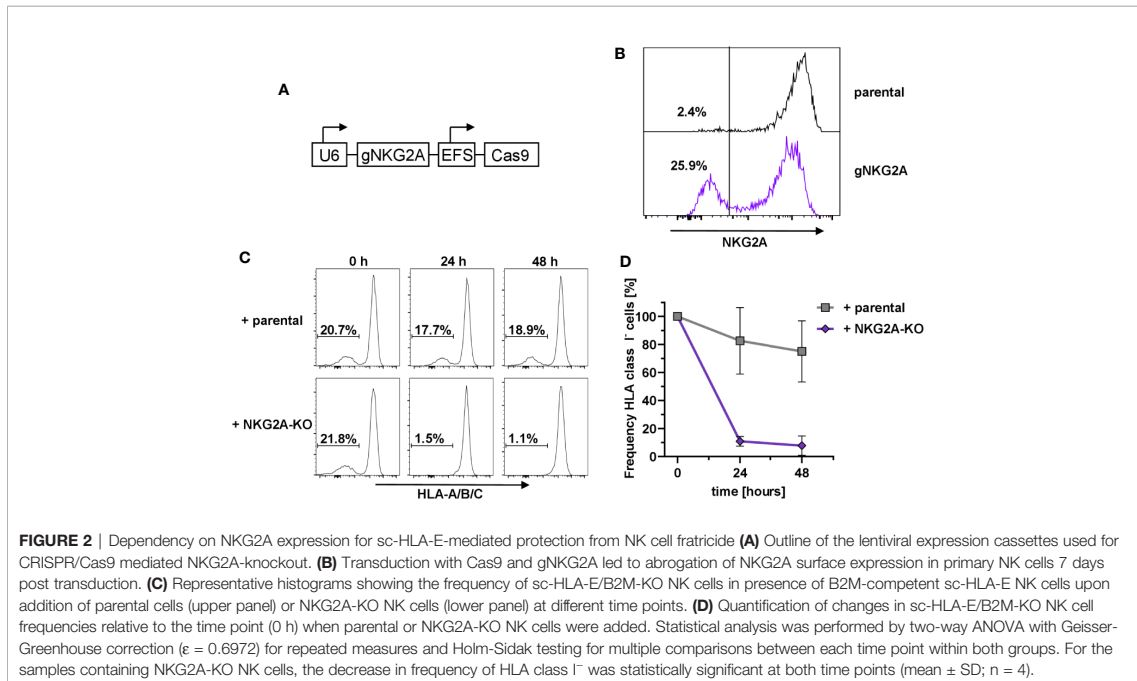 A
U6 gNKG2A EFS Cas9
B
2.4%
parental
25.9%
gNKG2A
NKG2A
C
0 h 24 h 48 h
+ parental
20.7% 17.7% 18.9%
+ NKG2A-KO
21.8% 1.5% 1.1%
HLA-A/B/C
D
Frequency HLA class I⁻ cells [%]
100
80
60
40
20
0
0 24 48
time [hours]
+ parental
+ NKG2A-KO
FIGURE 2 | Dependency on NKG2A expression for sc-HLA-E-mediated protection from NK cell fratricide (A) Outline of the lentiviral expression cassettes used for
CRISPR/Cas9 mediated NKG2A-knockout. (B) Transduction with Cas9 and gNKG2A led to abrogation of NKG2A surface expression in primary NK cells 7 days
post transduction. (C) Representative histograms showing the frequency of sc-HLA-E/B2M-KO NK cells in presence of B2M-competent sc-HLA-E NK cells upon
addition of parental cells (upper panel) or NKG2A-KO NK cells (lower panel) at different time points. (D) Quantification of changes in sc-HLA-E/B2M-KO NK cell
frequencies relative to the time point (0 h) when parental or NKG2A-KO NK cells were added. Statistical analysis was performed by two-way ANOVA with Geisser-
Greenhouse correction (ε = 0.6972) for repeated measures and Holm-Sidak testing for multiple comparisons between each time point within both groups. For the
samples containing NKG2A-KO NK cells, the decrease in frequency of HLA class I⁻ was statistically significant at both time points (mean ± SD; n = 4).